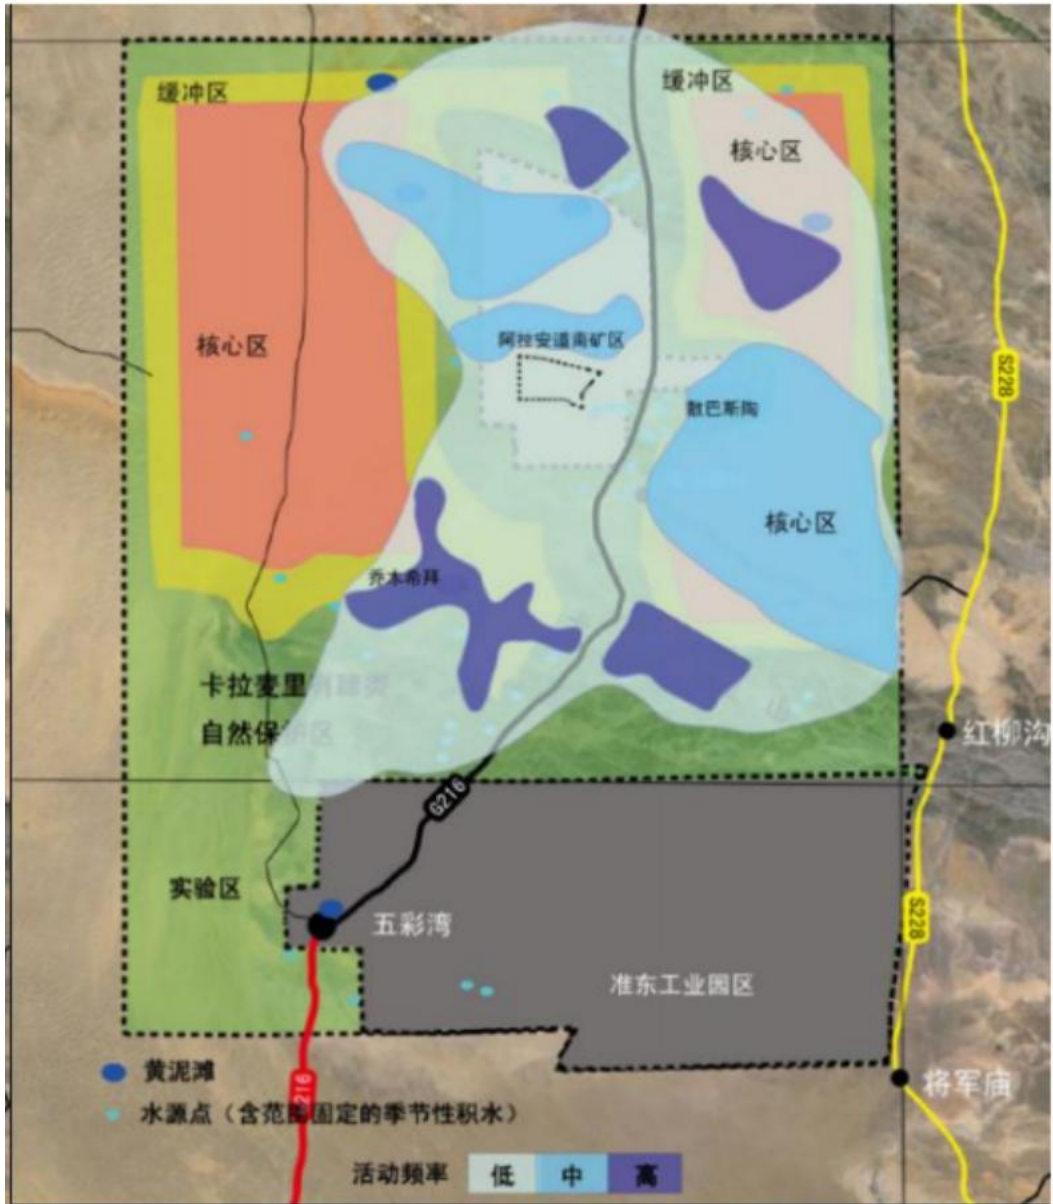 缓冲区
缓冲区
核心区
核心区
阿拉安道南矿区
散巴斯陶
核心区
乔木希拜
卡拉麦里有蹄类
自然保护区
S228
红柳沟
G216
实验区
五彩湾
S228
准东工业园区
黄泥滩
将军庙
216
水源点（含范围固定的季节性积水）
活动频率 低 中 高